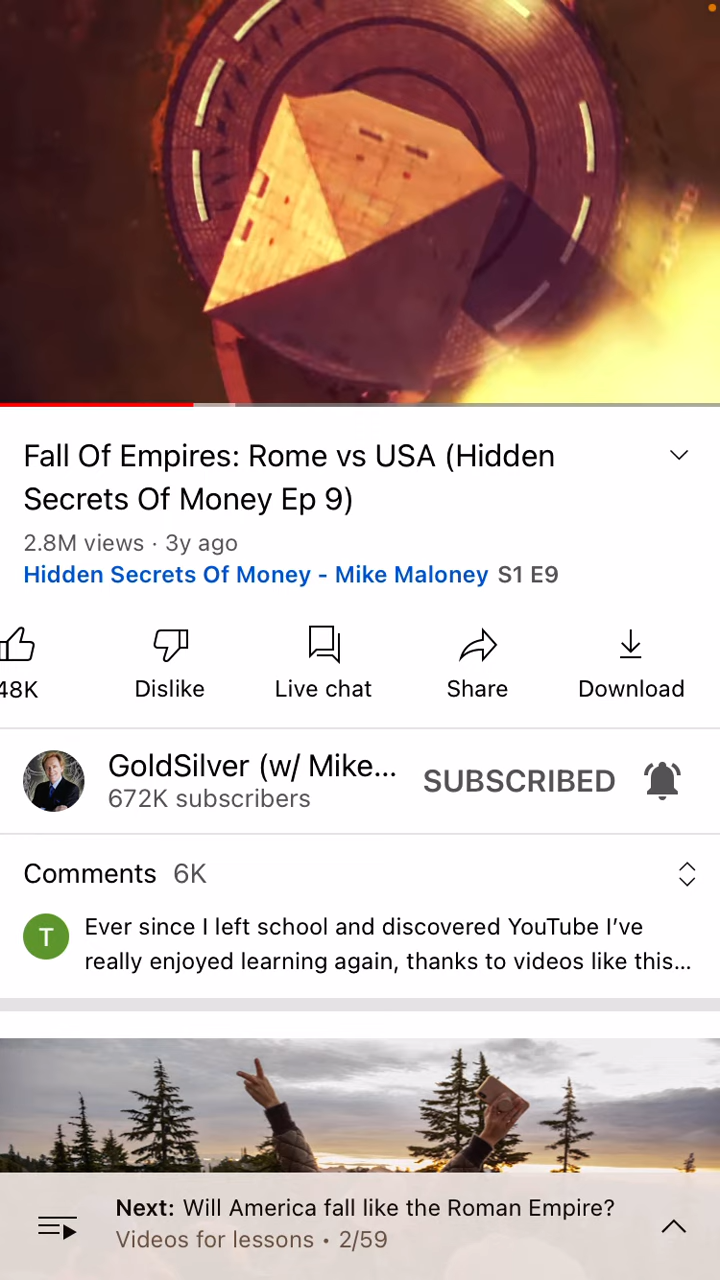 Fall Of Empires: Rome vs USA (Hidden
Secrets Of Money Ep 9)
2.8M views · 3y ago
Hidden Secrets Of Money - Mike Maloney S1 E9
48K
Dislike
Live chat
Share
Download
GoldSilver (w/ Mike...
672K subscribers
SUBSCRIBED
Comments 6K
T
Ever since I left school and discovered YouTube I’ve
really enjoyed learning again, thanks to videos like this...
Next: Will America fall like the Roman Empire?
Videos for lessons • 2/59